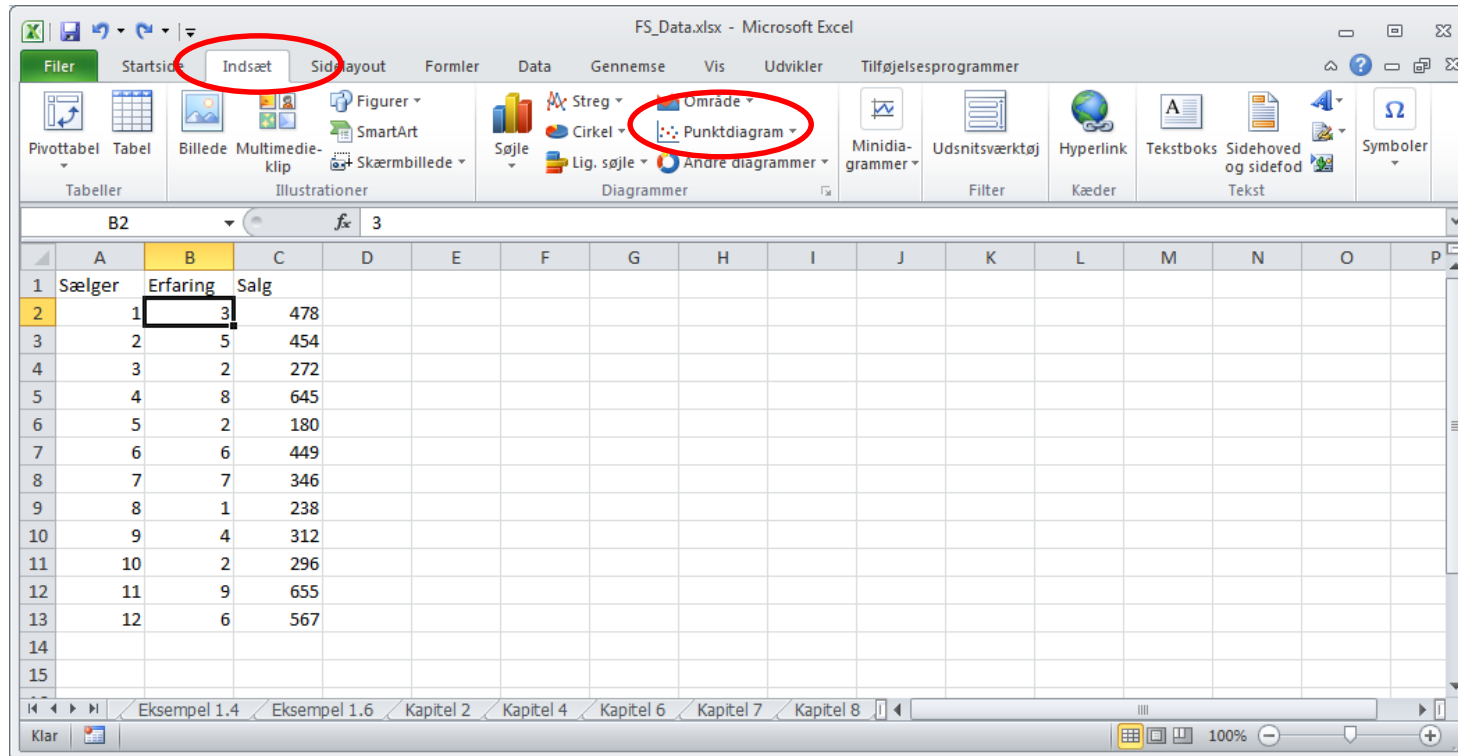 FS_Data.xlsx - Microsoft Excel
Filer Startside Indsæt Sidelayout Formler Data Gennemse Vis Udvikler Tilføjelsesprogrammer
Pivottabel Tabel
Tabeller
Billede Multimedie-
klip
Figurer
SmartArt
Skærmbillede
Illustrationer
Søjle
Streg
Cirkel
Lig. søjle
Område
Punktdiagram
Andre diagrammer
Diagrammer
Minidia-
grammer
Udsnitsværktøj
Filter
Hyperlink
Kæder
A
Tekstboks Sidehoved
og sidefod
A
Tekst
Ω
Symboler
B2 fx 3
A B C D E F G H I J K L M N O P
1 Sælger Erfaring Salg
2 1 3 478
3 2 5 454
4 3 2 272
5 4 8 645
6 5 2 180
7 6 6 449
8 7 7 346
9 8 1 238
10 9 4 312
11 10 2 296
12 11 9 655
13 12 6 567
14
15
Eksempel 1.4 Eksempel 1.6 Kapitel 2 Kapitel 4 Kapitel 6 Kapitel 7 Kapitel 8
Klar 100%